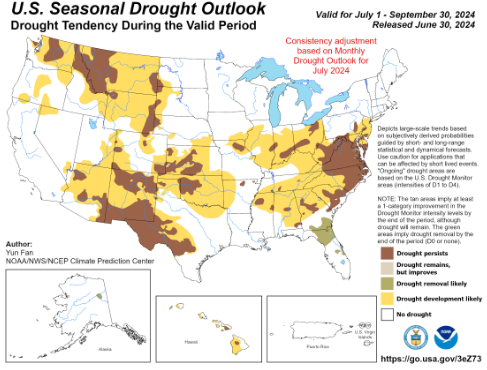 U.S. Seasonal Drought Outlook
Drought Tendency During the Valid Period
Valid for July 1 - September 30, 2024
Released June 30, 2024
Consistency adjustment
based on Monthly
Drought Outlook for
July 2024
Depicts large-scale trends based
on subjectively derived probabilities
guided by short- and long-range
statistical and dynamical forecasts.
Use caution for applications that
can be affected by short lived events.
"Ongoing" drought areas are
based on the U.S. Drought Monitor
areas (intensities of D1 to D4).
NOTE: The tan areas imply at least
a 1-category improvement in the
Drought Monitor intensity levels by
the end of the period, although
drought will remain. The green
areas imply drought removal by the
end of the period (D0 or none).
Author:
Yun Fan
NOAA/NWS/NCEP Climate Prediction Center
Drought persists
Drought remains,
but improves
Drought removal likely
Drought development likely
No drought
Alaska
Hawaii
Puerto Rico
U.S. Virgin
Islands
NOAA
https://go.usa.gov/3eZ73